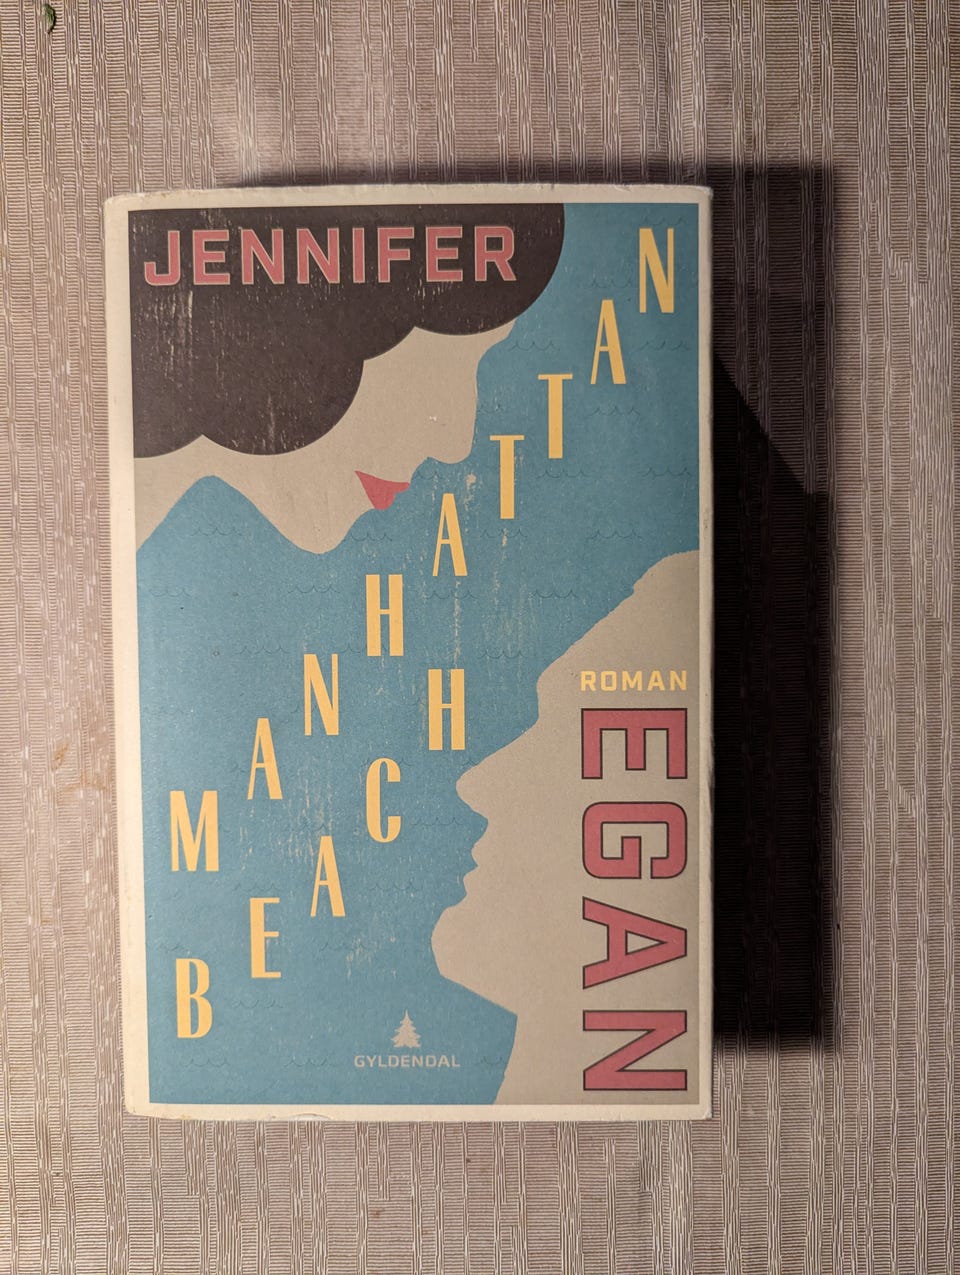 JENNIFER
MANHATTAN
BEACH
ROMAN
EGAN
GYLDENDAL